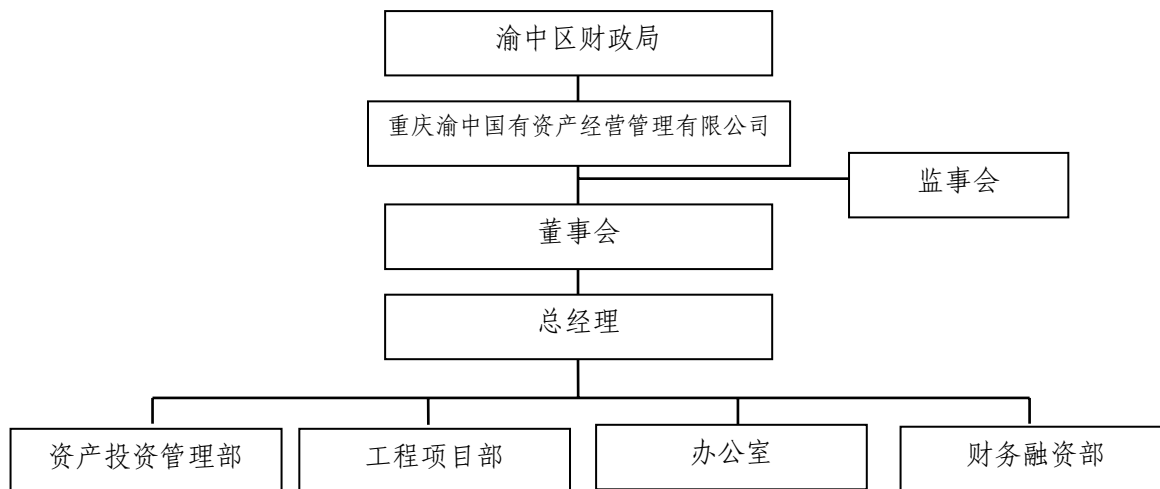 渝中区财政局
重庆渝中国有资产经营管理有限公司
监事会
董事会
总经理
资产投资管理部
工程项目部
办公室
财务融资部